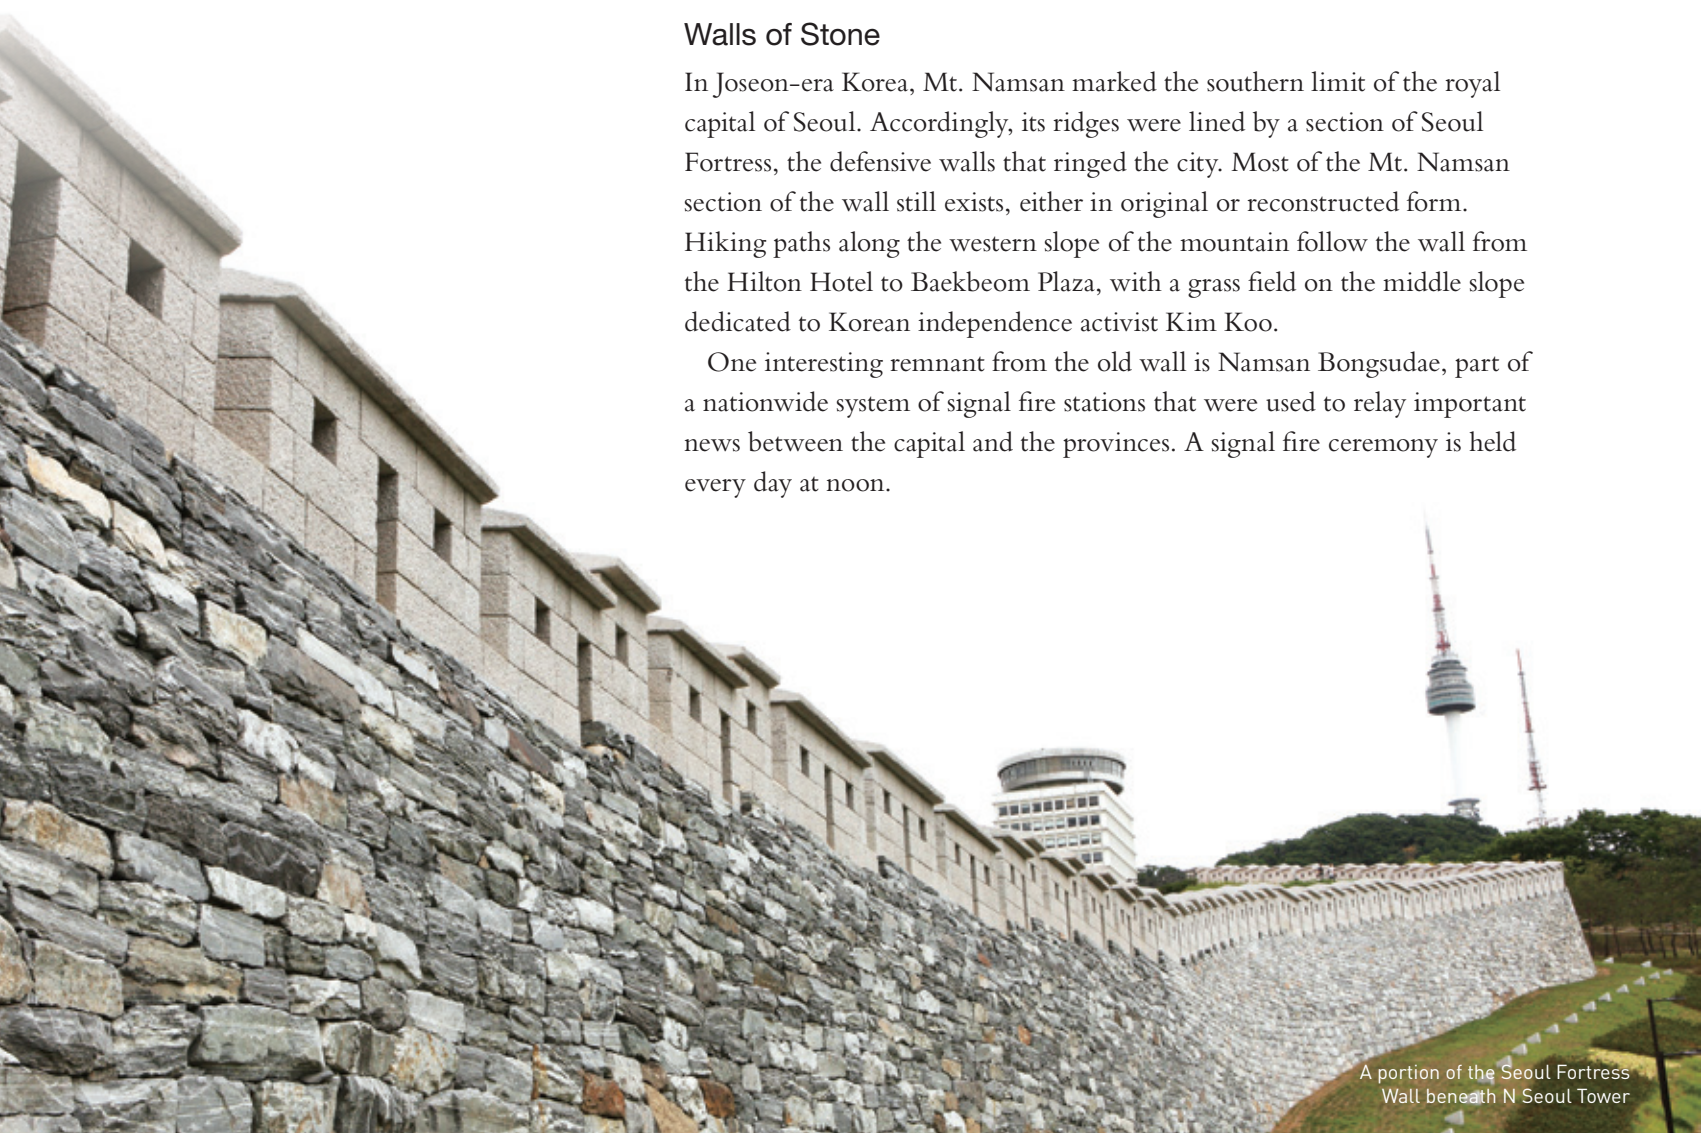 Walls of Stone
In Joseon-era Korea, Mt. Namsan marked the southern limit of the royal
capital of Seoul. Accordingly, its ridges were lined by a section of Seoul
Fortress, the defensive walls that ringed the city. Most of the Mt. Namsan
section of the wall still exists, either in original or reconstructed form.
Hiking paths along the western slope of the mountain follow the wall from
the Hilton Hotel to Baekbeom Plaza, with a grass field on the middle slope
dedicated to Korean independence activist Kim Koo.
One interesting remnant from the old wall is Namsan Bongsudae, part of
a nationwide system of signal fire stations that were used to relay important
news between the capital and the provinces. A signal fire ceremony is held
every day at noon.
A portion of the Seoul Fortress
Wall beneath N Seoul Tower